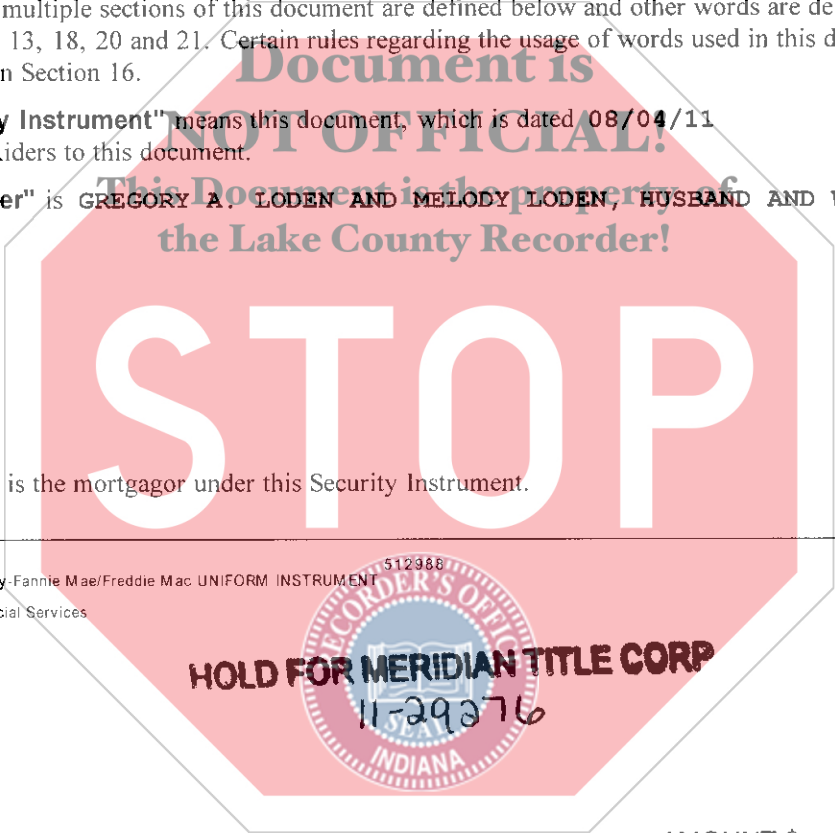 multiple sections of this document are defined below and other words are de
13, 18, 20 and 21. Certain rules regarding the usage of words used in this d
n Section 16.
Document is
y Instrument" means this document, which is dated 08/04/11
NOT OFFICIAL!
iders to this document.
This Document is the property of
er" is GREGORY A. LODEN AND MELODY LODEN, HUSBAND AND
the Lake County Recorder!
STOP
is the mortgagor under this Security Instrument.
512988
y-Fannie Mae/Freddie Mac UNIFORM INSTRUMENT
cial Services
RECORDER'S OFFICE
HOLD FOR MERIDIAN TITLE CORP
11-29276
SEAL
INDIANA